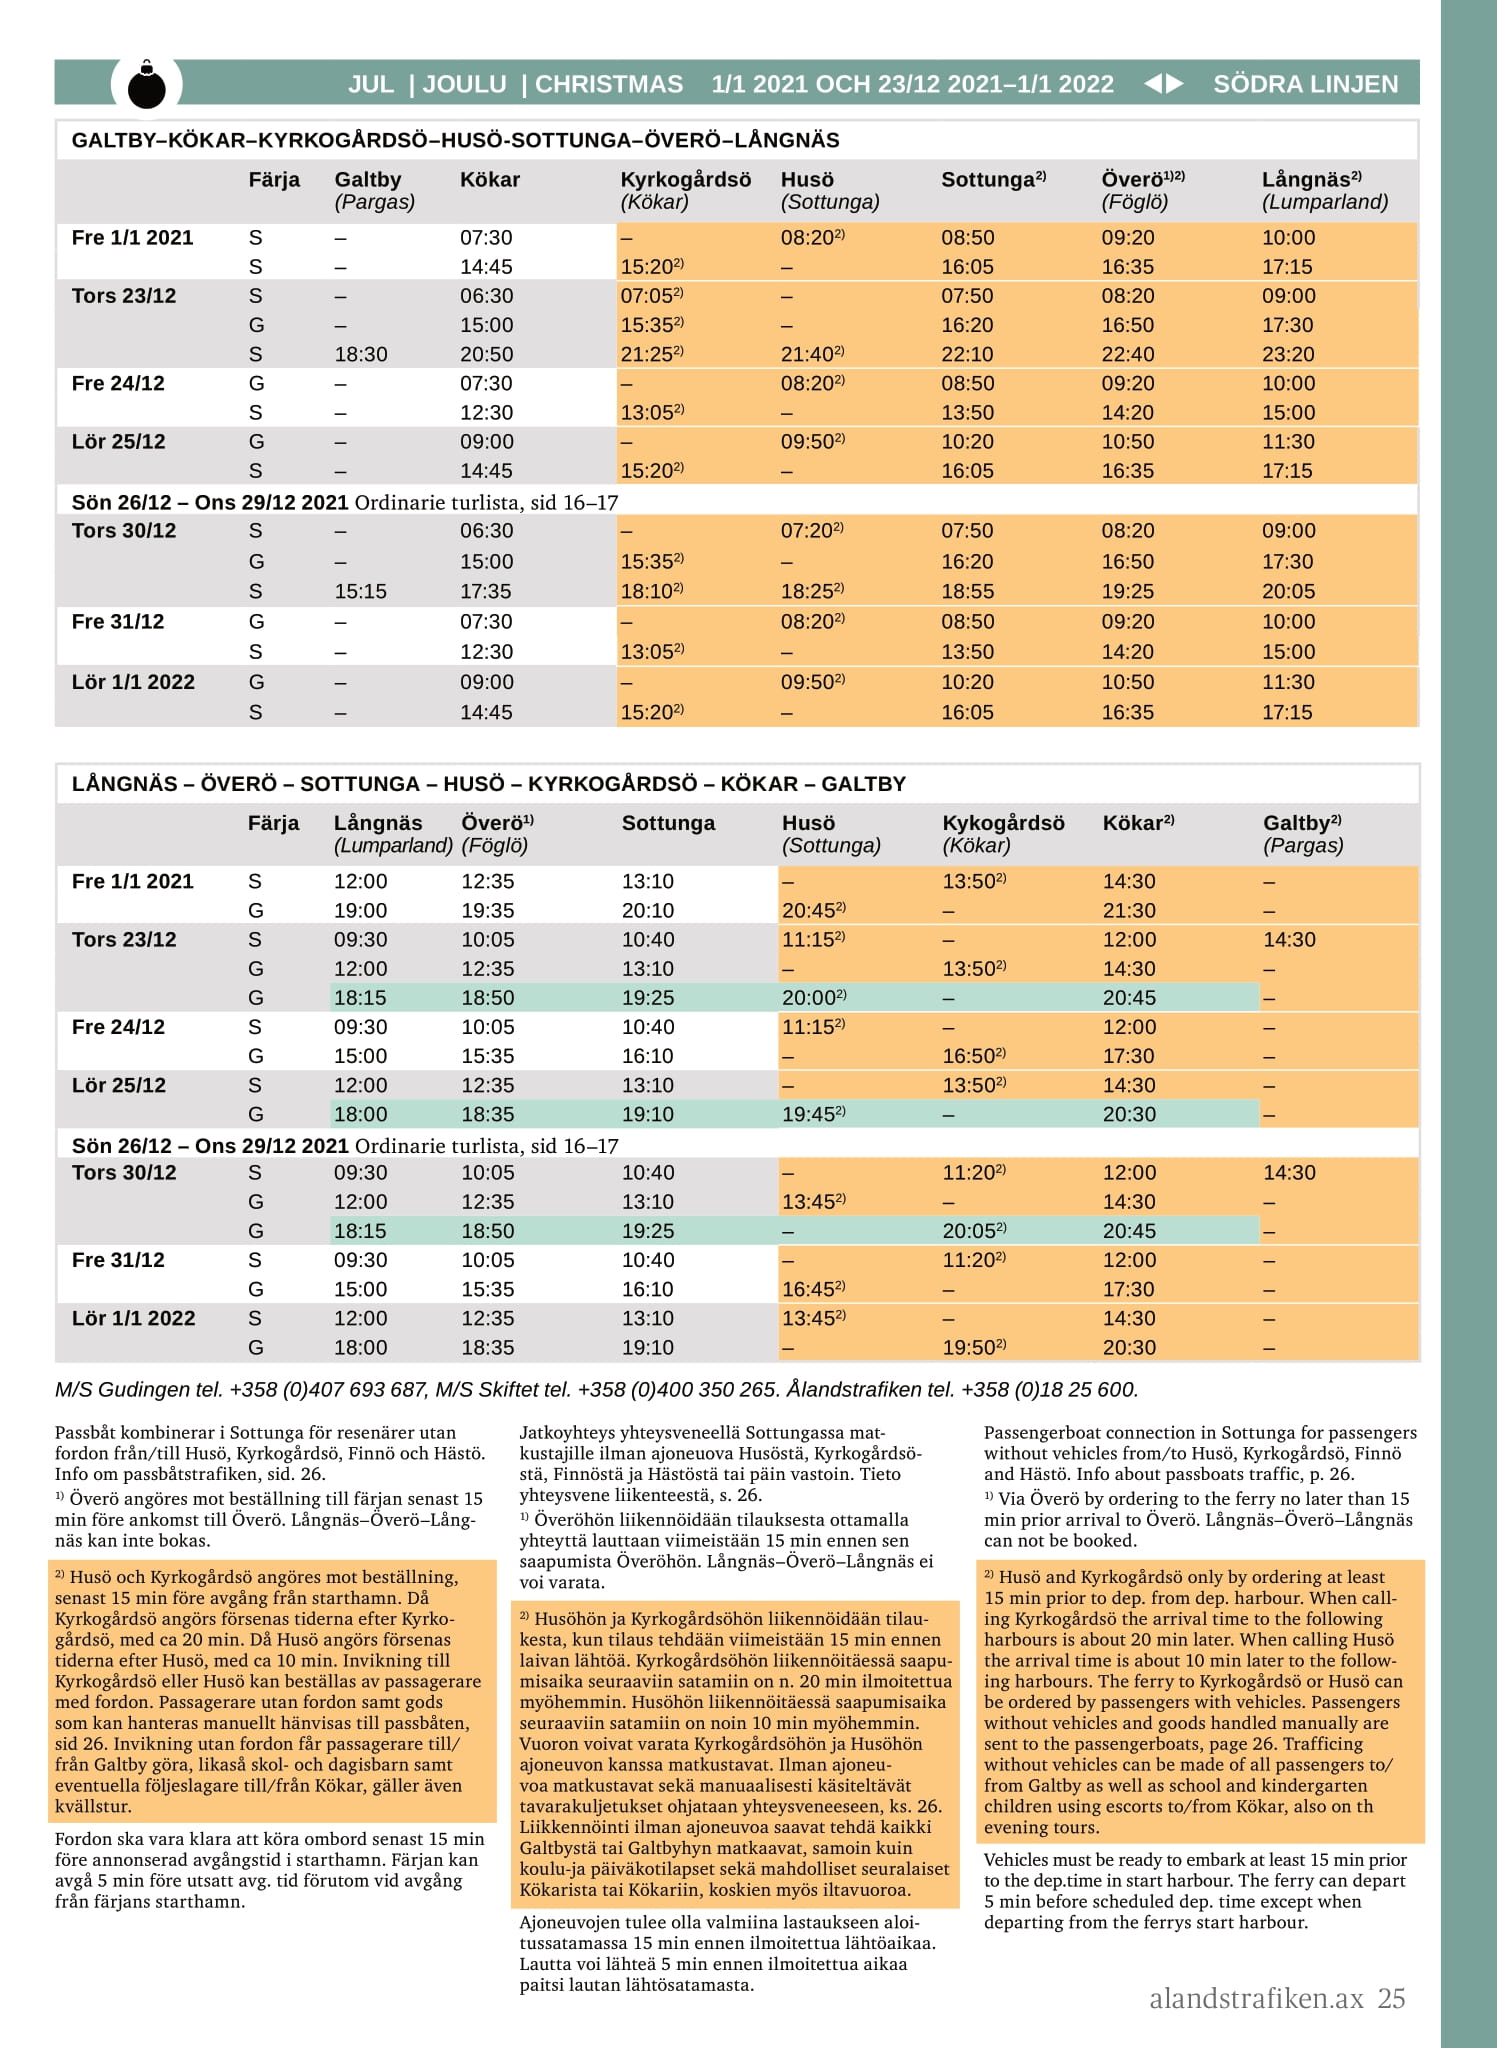 JUL | JOULU | CHRISTMAS 1/1 2021 OCH 23/12 2021–1/1 2022 SÖDRA LINJEN
GALTBY–KÖKAR–KYRKOGÅRDSÖ–HUSÖ-SOTTUNGA–ÖVERÖ–LÅNGNÄS
Färja Galtby Kökar Kyrkogårdsö Husö Sottunga2) Överö1)2) Långnäs2)
(Pargas) (Kökar) (Sottunga) (Föglö) (Lumparland)
Fre 1/1 2021 S – 07:30 – 08:202) 08:50 09:20 10:00
S – 14:45 15:202) – 16:05 16:35 17:15
Tors 23/12 S – 06:30 07:052) – 07:50 08:20 09:00
G – 15:00 15:352) – 16:20 16:50 17:30
S 18:30 20:50 21:252) 21:402) 22:10 22:40 23:20
Fre 24/12 G – 07:30 – 08:202) 08:50 09:20 10:00
S – 12:30 13:052) – 13:50 14:20 15:00
Lör 25/12 G – 09:00 – 09:502) 10:20 10:50 11:30
S – 14:45 15:202) – 16:05 16:35 17:15
Sön 26/12 – Ons 29/12 2021 Ordinarie turlista, sid 16–17
Tors 30/12 S – 06:30 – 07:202) 07:50 08:20 09:00
G – 15:00 15:352) – 16:20 16:50 17:30
S 15:15 17:35 18:102) 18:252) 18:55 19:25 20:05
Fre 31/12 G – 07:30 – 08:202) 08:50 09:20 10:00
S – 12:30 13:052) – 13:50 14:20 15:00
Lör 1/1 2022 G – 09:00 – 09:502) 10:20 10:50 11:30
S – 14:45 15:202) – 16:05 16:35 17:15
LÅNGNÄS – ÖVERÖ – SOTTUNGA – HUSÖ – KYRKOGÅRDSÖ – KÖKAR – GALTBY
Färja Långnäs Överö1) Sottunga Husö Kykogårdsö Kökar2) Galtby2)
(Lumparland) (Föglö) (Sottunga) (Kökar) (Pargas)
Fre 1/1 2021 S 12:00 12:35 13:10 – 13:502) 14:30 –
G 19:00 19:35 20:10 20:452) – 21:30 –
Tors 23/12 S 09:30 10:05 10:40 11:152) – 12:00 14:30
G 12:00 12:35 13:10 – 13:502) 14:30 –
G 18:15 18:50 19:25 20:002) – 20:45 –
Fre 24/12 S 09:30 10:05 10:40 11:152) – 12:00 –
G 15:00 15:35 16:10 – 16:502) 17:30 –
Lör 25/12 S 12:00 12:35 13:10 – 13:502) 14:30 –
G 18:00 18:35 19:10 19:452) – 20:30 –
Sön 26/12 – Ons 29/12 2021 Ordinarie turlista, sid 16–17
Tors 30/12 S 09:30 10:05 10:40 – 11:202) 12:00 14:30
G 12:00 12:35 13:10 13:452) – 14:30 –
G 18:15 18:50 19:25 – 20:052) 20:45 –
Fre 31/12 S 09:30 10:05 10:40 – 11:202) 12:00 –
G 15:00 15:35 16:10 16:452) – 17:30 –
Lör 1/1 2022 S 12:00 12:35 13:10 13:452) – 14:30 –
G 18:00 18:35 19:10 – 19:502) 20:30 –
M/S Gudingen tel. +358 (0)407 693 687, M/S Skiftet tel. +358 (0)400 350 265. Ålandstrafiken tel. +358 (0)18 25 600.
Passbåt kombinerar i Sottunga för resenärer utan
fordon från/till Husö, Kyrkogårdsö, Finnö och Hästö.
Info om passbåtstrafiken, sid. 26.
1) Överö angöres mot beställning till färjan senast 15
min före ankomst till Överö. Långnäs–Överö–Lång-
näs kan inte bokas.
2) Husö och Kyrkogårdsö angöres mot beställning,
senast 15 min före avgång från starthamn. Då
Kyrkogårdsö angörs försenas tiderna efter Kyrko-
gårdsö, med ca 20 min. Då Husö angörs försenas
tiderna efter Husö, med ca 10 min. Invikning till
Kyrkogårdsö eller Husö kan beställas av passagerare
med fordon. Passagerare utan fordon samt gods
som kan hanteras manuellt hänvisas till passbåten,
sid 26. Invikning utan fordon får passagerare till/
från Galtby göra, likaså skol- och dagisbarn samt
eventuella följeslagare till/från Kökar, gäller även
kvällstur.
Fordon ska vara klara att köra ombord senast 15 min
före annonserad avgångstid i starthamn. Färjan kan
avgå 5 min före utsatt avg. tid förutom vid avgång
från färjans starthamn.
Jatkoyhteys yhteysveneellä Sottungassa mat-
kustajille ilman ajoneuova Husöstä, Kyrkogårdsö-
stä, Finnöstä ja Hästöstä tai päin vastoin. Tieto
yhteysvene liikenteestä, s. 26.
1) Överöhön liikennöidään tilauksesta ottamalla
yhteyttä lauttaan viimeistään 15 min ennen sen
saapumista Överöhön. Långnäs–Överö–Långnäs ei
voi varata.
2) Husöhön ja Kyrkogårdsöhön liikennöidään tilau-
kesta, kun tilaus tehdään viimeistään 15 min ennen
laivan lähtöä. Kyrkogårdsöhön liikennöitäessä saapu-
misaika seuraaviin satamiin on n. 20 min ilmoitettua
myöhemmin. Husöhön liikennöitäessä saapumisaika
seuraaviin satamiin on noin 10 min myöhemmin.
Vuoron voivat varata Kyrkogårdsöhön ja Husöhön
ajoneuvon kanssa matkustavat. Ilman ajoneu-
voa matkustavat sekä manuaalisesti käsiteltävät
tavarakuljetukset ohjataan yhteysveneeseen, ks. 26.
Liikkennöinti ilman ajoneuvoa saavat tehdä kaikki
Galtbystä tai Galtbyhyn matkaavat, samoin kuin
koulu-ja päiväkotilapset sekä mahdolliset seuralaiset
Kökarista tai Kökariin, koskien myös iltavuoroa.
Ajoneuvojen tulee olla valmiina lastaukseen aloi-
tussatamassa 15 min ennen ilmoitettua lähtöaikaa.
Lautta voi lähteä 5 min ennen ilmoitettua aikaa
paitsi lautan lähtösatamasta.
Passengerboat connection in Sottunga for passengers
without vehicles from/to Husö, Kyrkogårdsö, Finnö
and Hästö. Info about passboats traffic, p. 26.
1) Via Överö by ordering to the ferry no later than 15
min prior arrival to Överö. Långnäs–Överö–Långnäs
can not be booked.
2) Husö and Kyrkogårdsö only by ordering at least
15 min prior to dep. from dep. harbour. When call-
ing Kyrkogårdsö the arrival time to the following
harbours is about 20 min later. When calling Husö
the arrival time is about 10 min later to the follow-
ing harbours. The ferry to Kyrkogårdsö or Husö can
be ordered by passengers with vehicles. Passengers
without vehicles and goods handled manually are
sent to the passengerboats, page 26. Trafficing
without vehicles can be made of all passengers to/
from Galtby as well as school and kindergarten
children using escorts to/from Kökar, also on th
evening tours.
Vehicles must be ready to embark at least 15 min prior
to the dep.time in start harbour. The ferry can depart
5 min before scheduled dep. time except when
departing from the ferrys start harbour.
alandstrafiken.ax 25